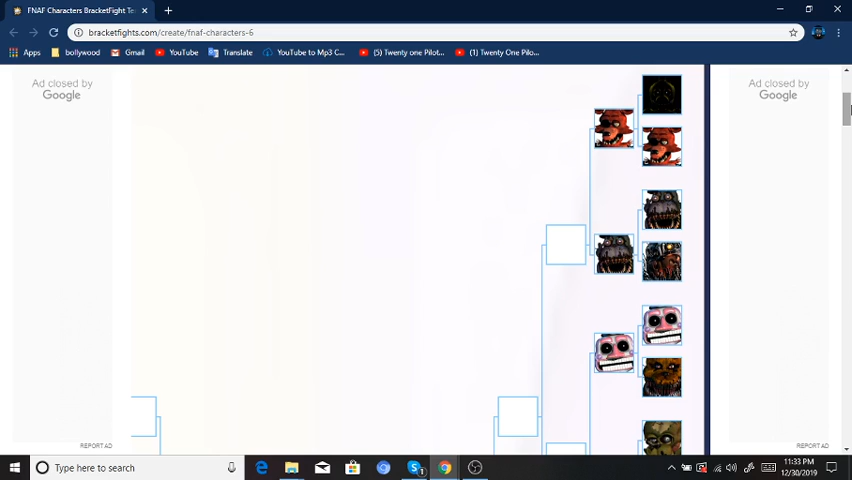 FNAF Characters BracketFight Te
bracketfights.com/create/fnaf-characters-6
Apps bollywood Gmail YouTube Translate YouTube to Mp3 C... (5) Twenty one Pilot... (1) Twenty One Pilo...
Ad closed by Google
Ad closed by Google
REPORT AD
REPORT AD
Type here to search
1
11:33 PM
12/30/2019